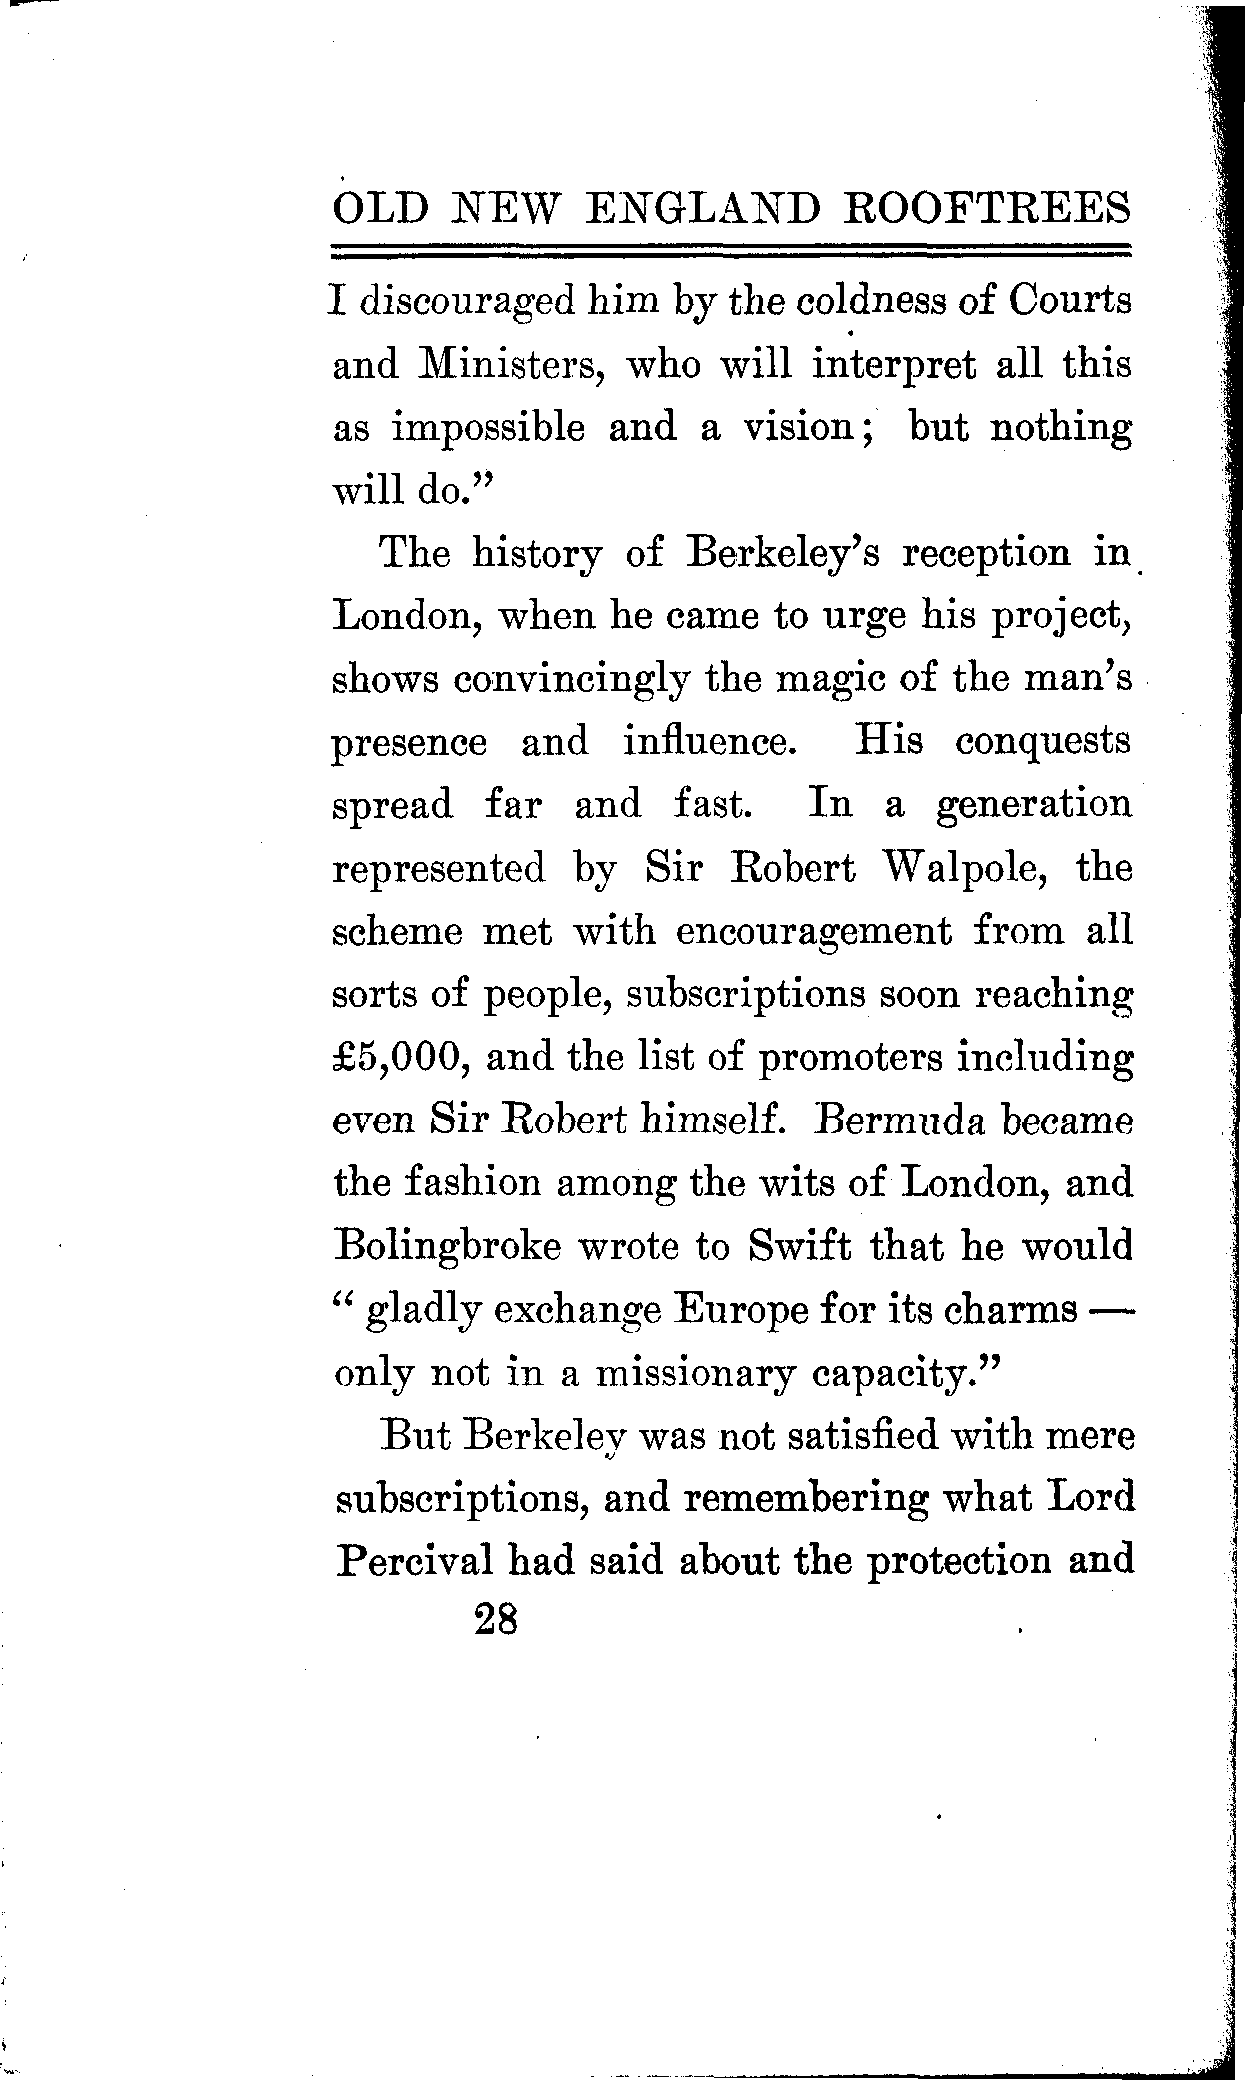 OLD NEW ENGLAND ROOFTREES
I discouraged him by the coldness of Courts
and Ministers, who will interpret all this
as impossible and a vision; but nothing
will do."
The history of Berkeley's reception in
London, when he came to urge his project,
shows convincingly the magic of the man's
presence and influence. His conquests
spread far and fast. In a generation
represented by Sir Robert Walpole, the
scheme met with encouragement from all
sorts of people, subscriptions soon reaching
£5,000, and the list of promoters including
even Sir Robert himself. Bermuda became
the fashion among the wits of London, and
Bolingbroke wrote to Swift that he would
" gladly exchange Europe for its charms —
only not in a missionary capacity."
But Berkeley was not satisfied with mere
subscriptions, and remembering what Lord
Percival had said about the protection and
28